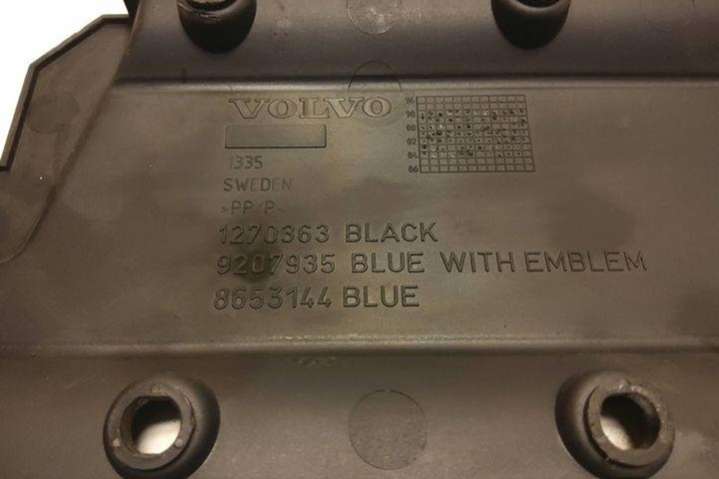 VOLVO
1335
SWEDEN
>PP P<
1270363 BLACK
9207935 BLUE WITH EMBLEM
8653144 BLUE